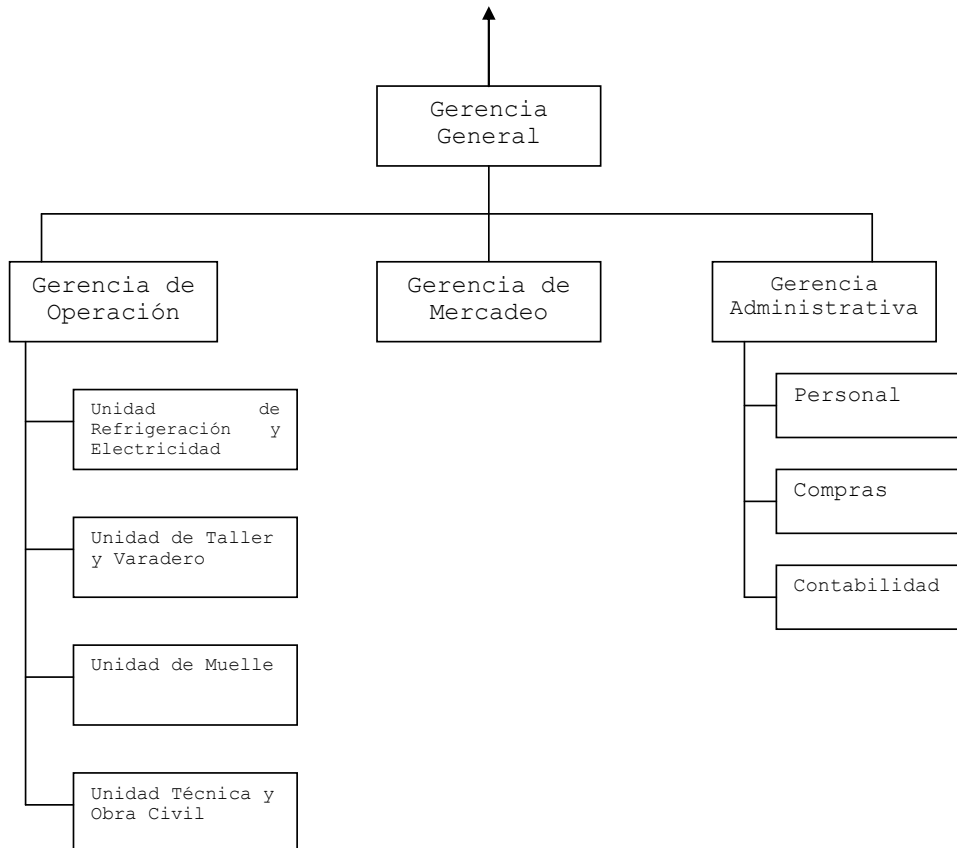 Gerencia
General
Gerencia de
Operación
Gerencia de
Mercadeo
Gerencia
Administrativa
Unidad de
Refrigeración y
Electricidad
Unidad de Taller
y Varadero
Unidad de Muelle
Unidad Técnica y
Obra Civil
Personal
Compras
Contabilidad